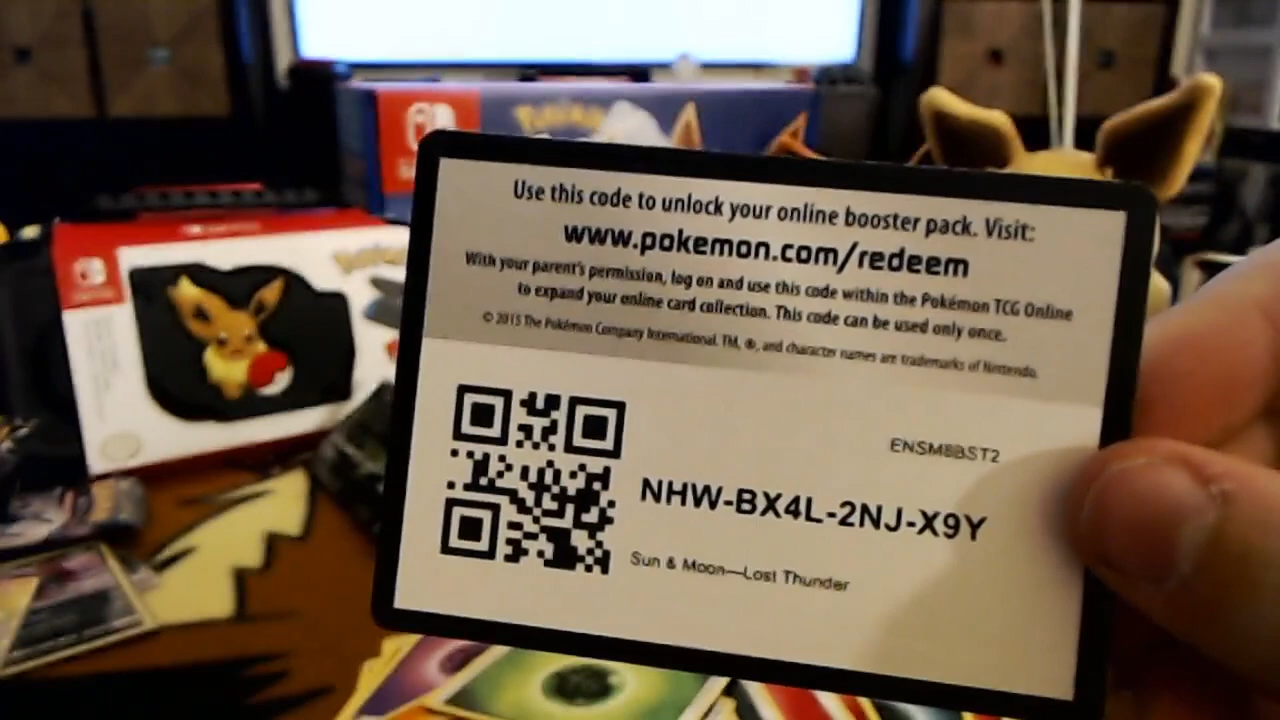 Pokémon
Use this code to unlock your online booster pack. Visit:
www.pokemon.com/redeem
With your parent's permission, log on and use this code within the Pokémon TCG Online
to expand your online card collection. This code can be used only once.
© 2015 The Pokémon Company International. TM, ®, and character names are trademarks of Nintendo.
ENSM8BST2
NHW-BX4L-2NJ-X9Y
Sun & Moon—Lost Thunder